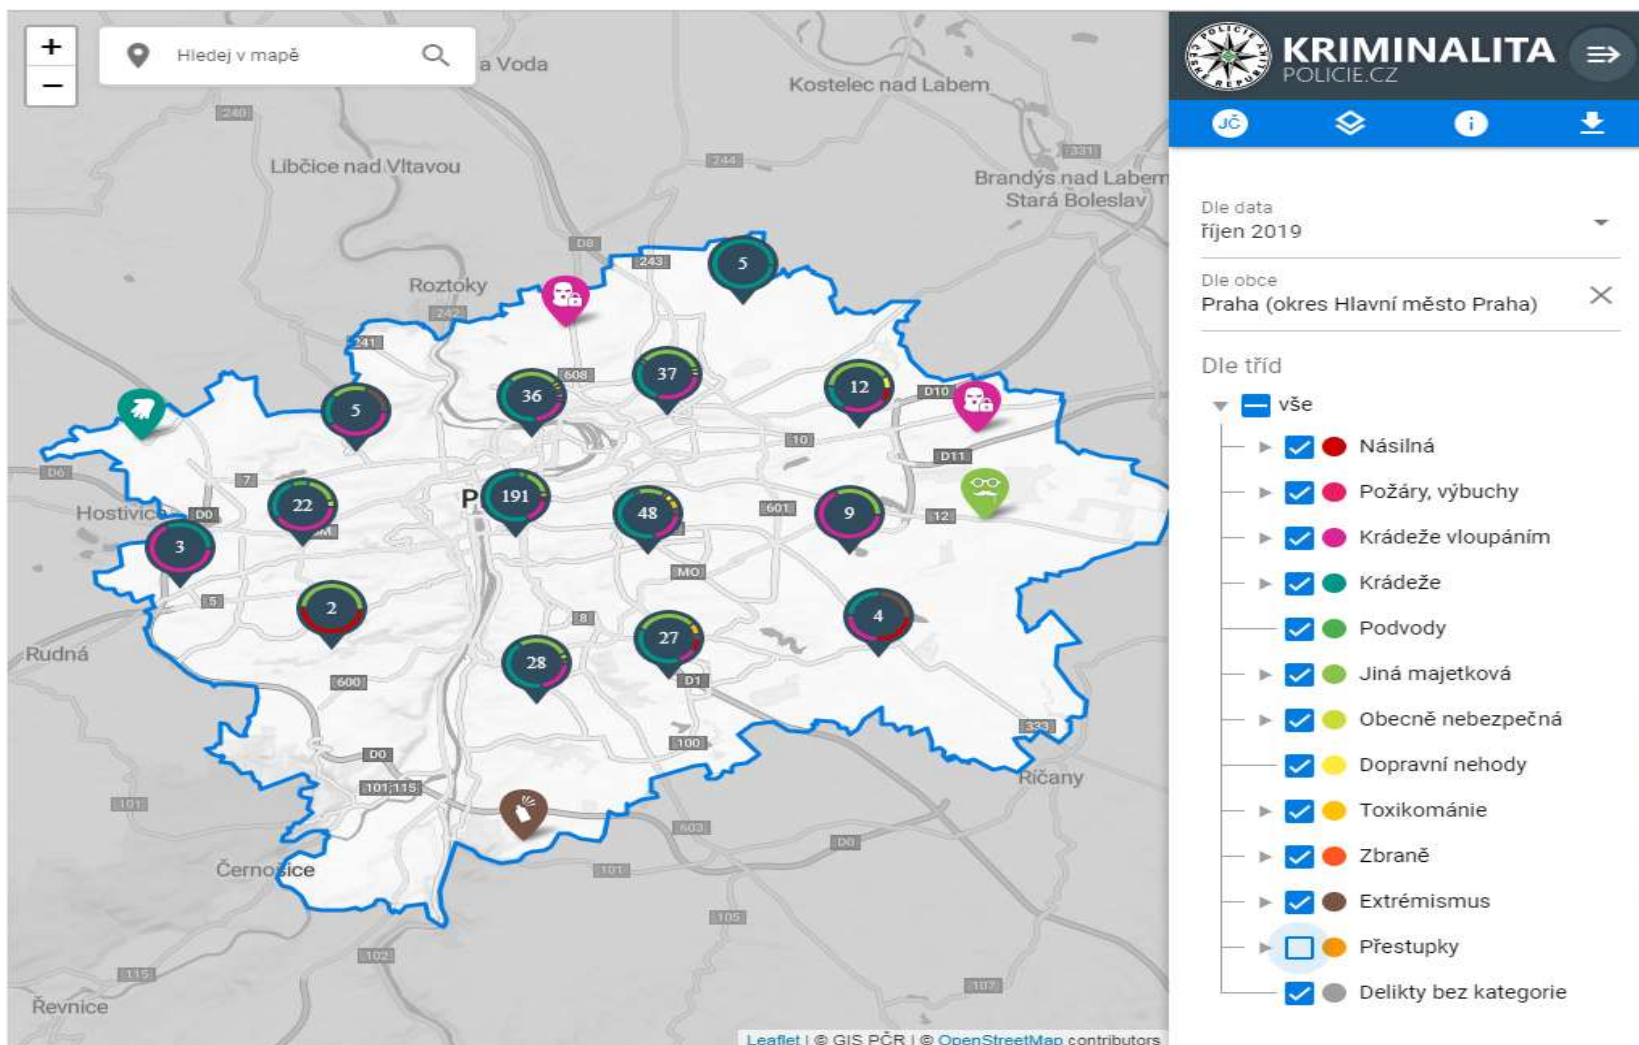 +
−
Hledej v mapě
a Voda
Kostelec nad Labem
240
Libčice nad Vltavou
244
331
Brandýs nad Labem
Stará Boleslav
D8
243
5
Roztoky
242
241
608
36
37
12
D10
5
10
D11
D6
7
22
P
191
48
601
9
12
Hostivice
D0
3
MO
5
2
8
27
4
Rudná
28
600
D1
333
100
D0
Říčany
101;115
101
603
D0
Černošice
101
105
102
115
107
Řevnice
Leaflet | © GIS PČR | © OpenStreetMap contributors
POLICIE
ČESKÉ REPUBLIKY
KRIMINALITA
POLICIE.CZ
JČ
i
Dle data
říjen 2019
Dle obce
Praha (okres Hlavní město Praha)
Dle tříd
vše
Násilná
Požáry, výbuchy
Krádeže vloupáním
Krádeže
Podvody
Jiná majetková
Obecně nebezpečná
Dopravní nehody
Toxikománie
Zbraně
Extrémismus
Přestupky
Delikty bez kategorie